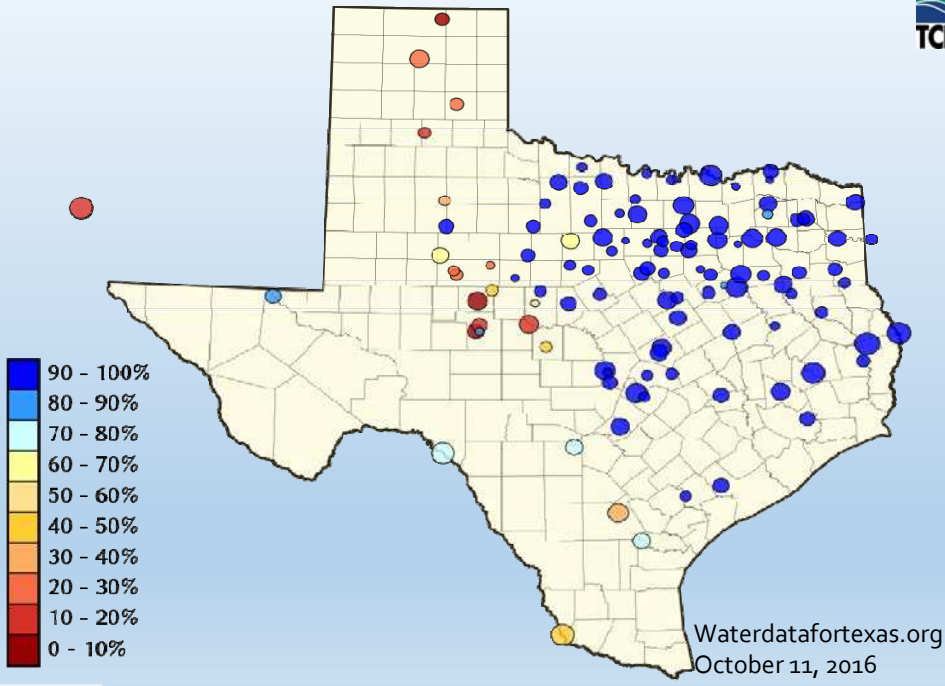 90 - 100%
80 - 90%
70 - 80%
60 - 70%
50 - 60%
40 - 50%
30 - 40%
20 - 30%
10 - 20%
0 - 10%
Waterdatafortexas.org
October 11, 2016